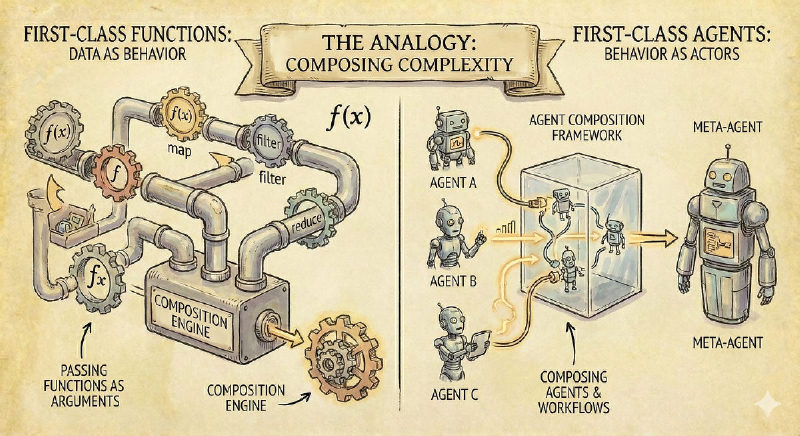 FIRST-CLASS FUNCTIONS:
DATA AS BEHAVIOR
THE ANALOGY:
COMPOSING COMPLEXITY
FIRST-CLASS AGENTS:
BEHAVIOR AS ACTORS
f(x)
f(x)
map
f
filter
filter
f(x)
reduce
fx
COMPOSITION
ENGINE
PASSING
FUNCTIONS AS
ARGUMENTS
COMPOSITION
ENGINE
AGENT A
AGENT B
AGENT C
AGENT COMPOSITION
FRAMEWORK
COMPOSING
AGENTS &
WORKFLOWS
META-AGENT
META-AGENT